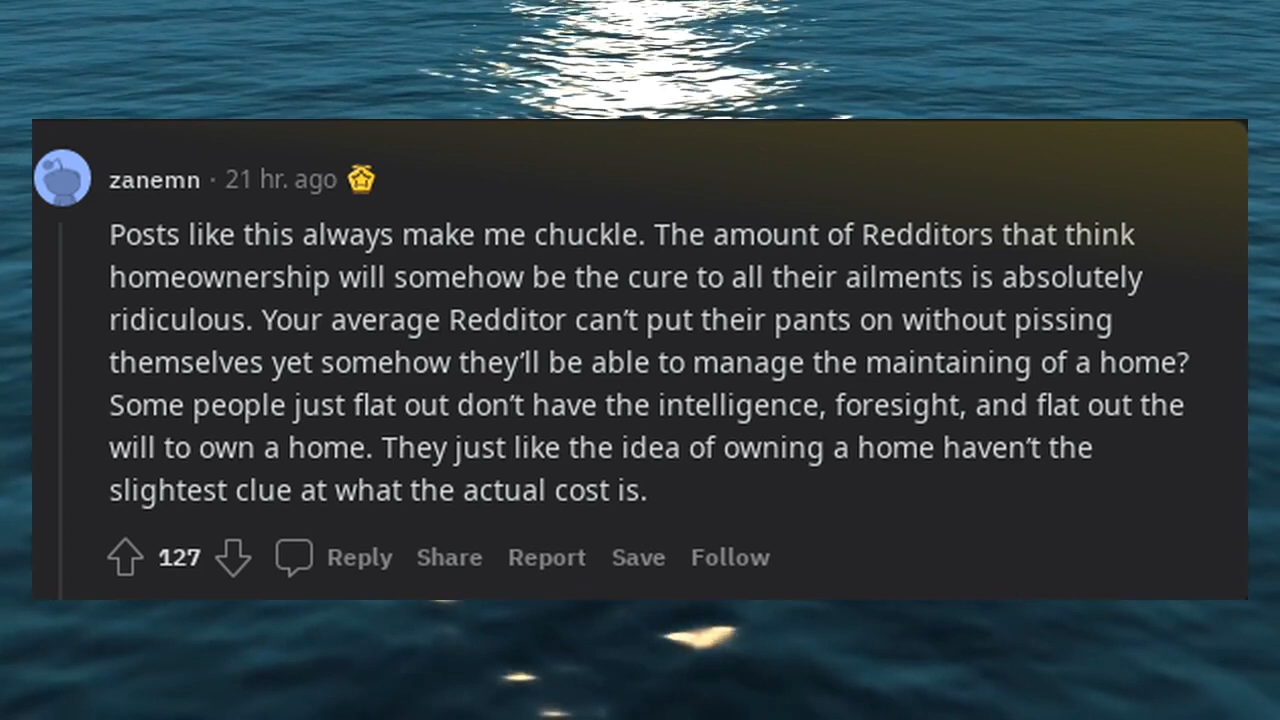 zanemn · 21 hr. ago
Posts like this always make me chuckle. The amount of Redditors that think
homeownership will somehow be the cure to all their ailments is absolutely
ridiculous. Your average Redditor can't put their pants on without pissing
themselves yet somehow they'll be able to manage the maintaining of a home?
Some people just flat out don't have the intelligence, foresight, and flat out the
will to own a home. They just like the idea of owning a home haven't the
slightest clue at what the actual cost is.
127 Reply Share Report Save Follow